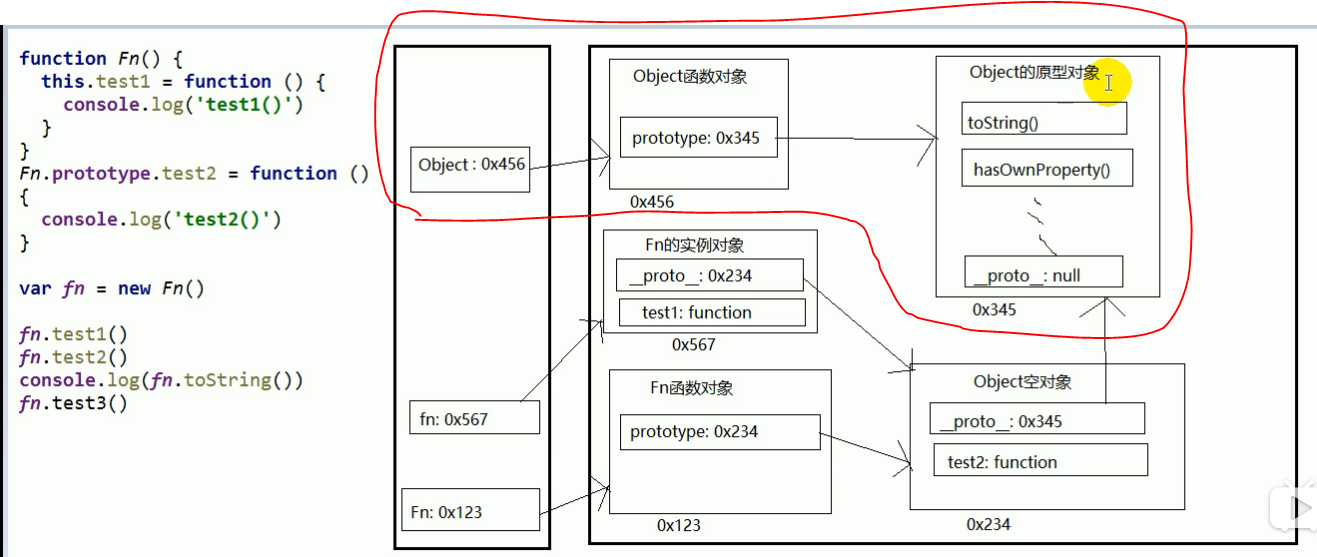 function Fn() {
this.test1 = function () {
console.log('test1()')
}
}
Fn.prototype.test2 = function ()
{
console.log('test2()')
}
var fn = new Fn()
fn.test1()
fn.test2()
console.log(fn.toString())
fn.test3()
Object : 0x456
fn: 0x567
Fn: 0x123
Object函数对象
prototype: 0x345
0x456
Object的原型对象
toString()
hasOwnProperty()
__proto__: null
0x345
Fn的实例对象
__proto__: 0x234
test1: function
0x567
Fn函数对象
prototype: 0x234
0x123
Object空对象
__proto__: 0x345
test2: function
0x234